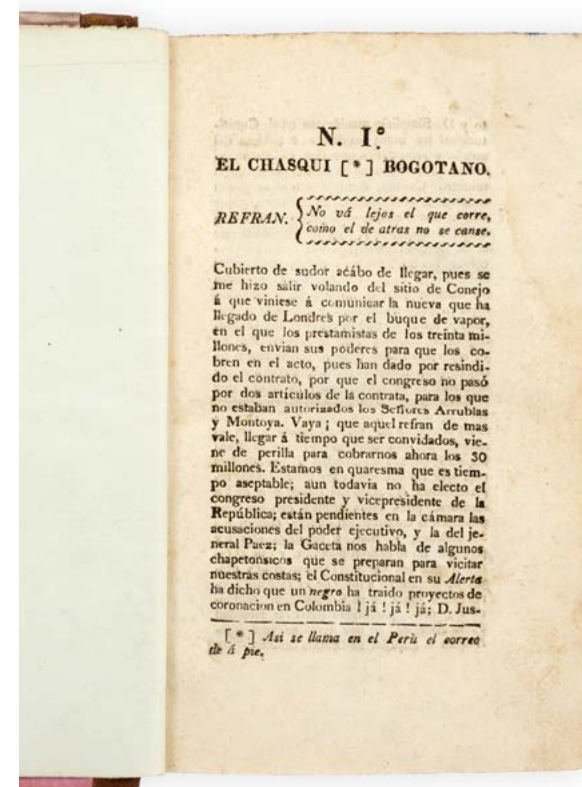 N. I.º
EL CHASQUI [*] BOGOTANO.
REFRAN. No vá lejos el que corre,
como el de atras no se canse.
Cubierto de sudor acábo de llegar, pues se
me hizo salir volando del sitio de Conejo
á que viniese á comunicar la nueva que ha
llegado de Londres por el buque de vapor,
en el que los prestamistas de los treinta mi-
llones, envian sus poderes para que los co-
bren en el acto, pues han dado por resindi-
do el contrato, por que el congreso no pasó
por dos articulos de la contrata, para los que
no estaban autorizados los Señores Arrublas
y Montoya. Vaya; que aquel refran de mas
vale, llegar á tiempo que ser convidados, vie-
ne de perilla para cobrarnos ahora los 30
millones. Estamos en quaresma que es tiem-
po aseptable; aun todavia no ha electo el
congreso presidente y vicepresidente de la
República; están pendientes en la cámara las
acusaciones del poder ejecutivo, y la del je-
neral Paez; la Gaceta nos habla de algunos
chapetonsicos que se preparan para vicitar
nuestras costas; el Constitucional en su Alerta
ha dicho que un negro ha traido proyectos de
coronacion en Colombia ! já ! já ! já; D. Jus-
[*] Asi se llama en el Perù el correo
de á pie.